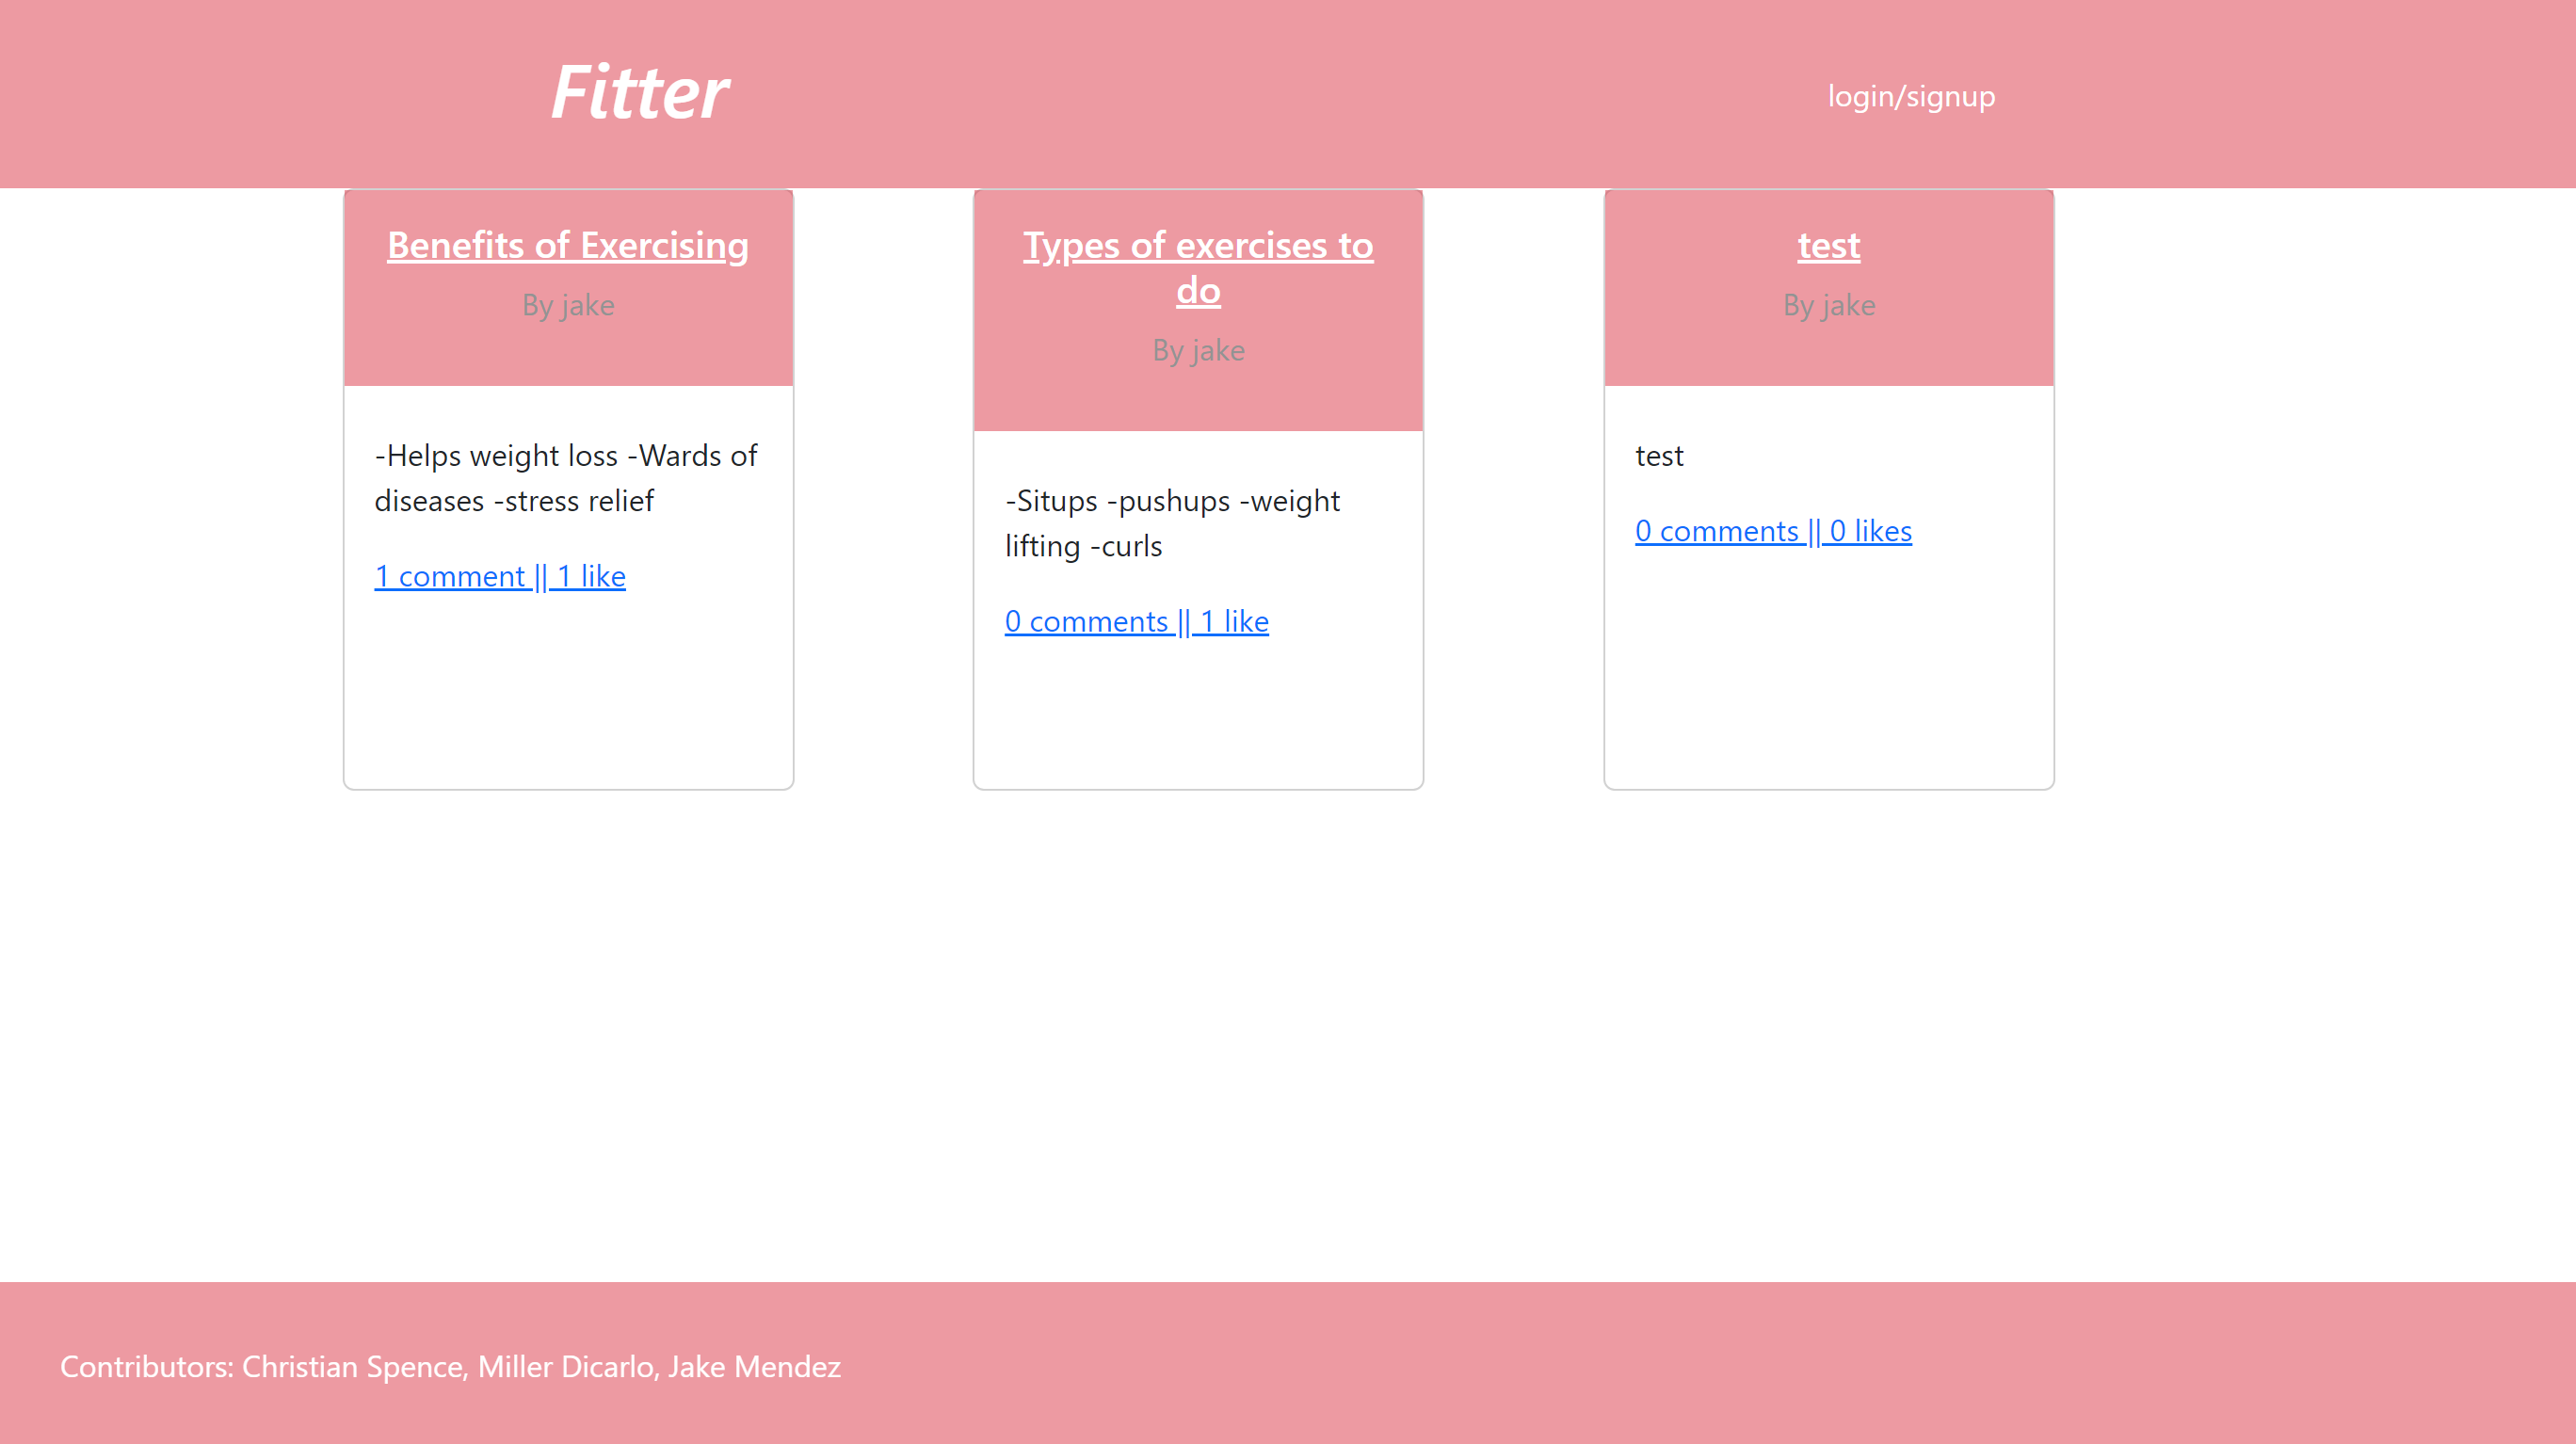 Fitter
login/signup
Benefits of Exercising
By jake
-Helps weight loss -Wards of
diseases -stress relief
1 comment || 1 like
Types of exercises to
do
By jake
-Situps -pushups -weight
lifting -curls
0 comments || 1 like
test
By jake
test
0 comments || 0 likes
Contributors: Christian Spence, Miller Dicarlo, Jake Mendez